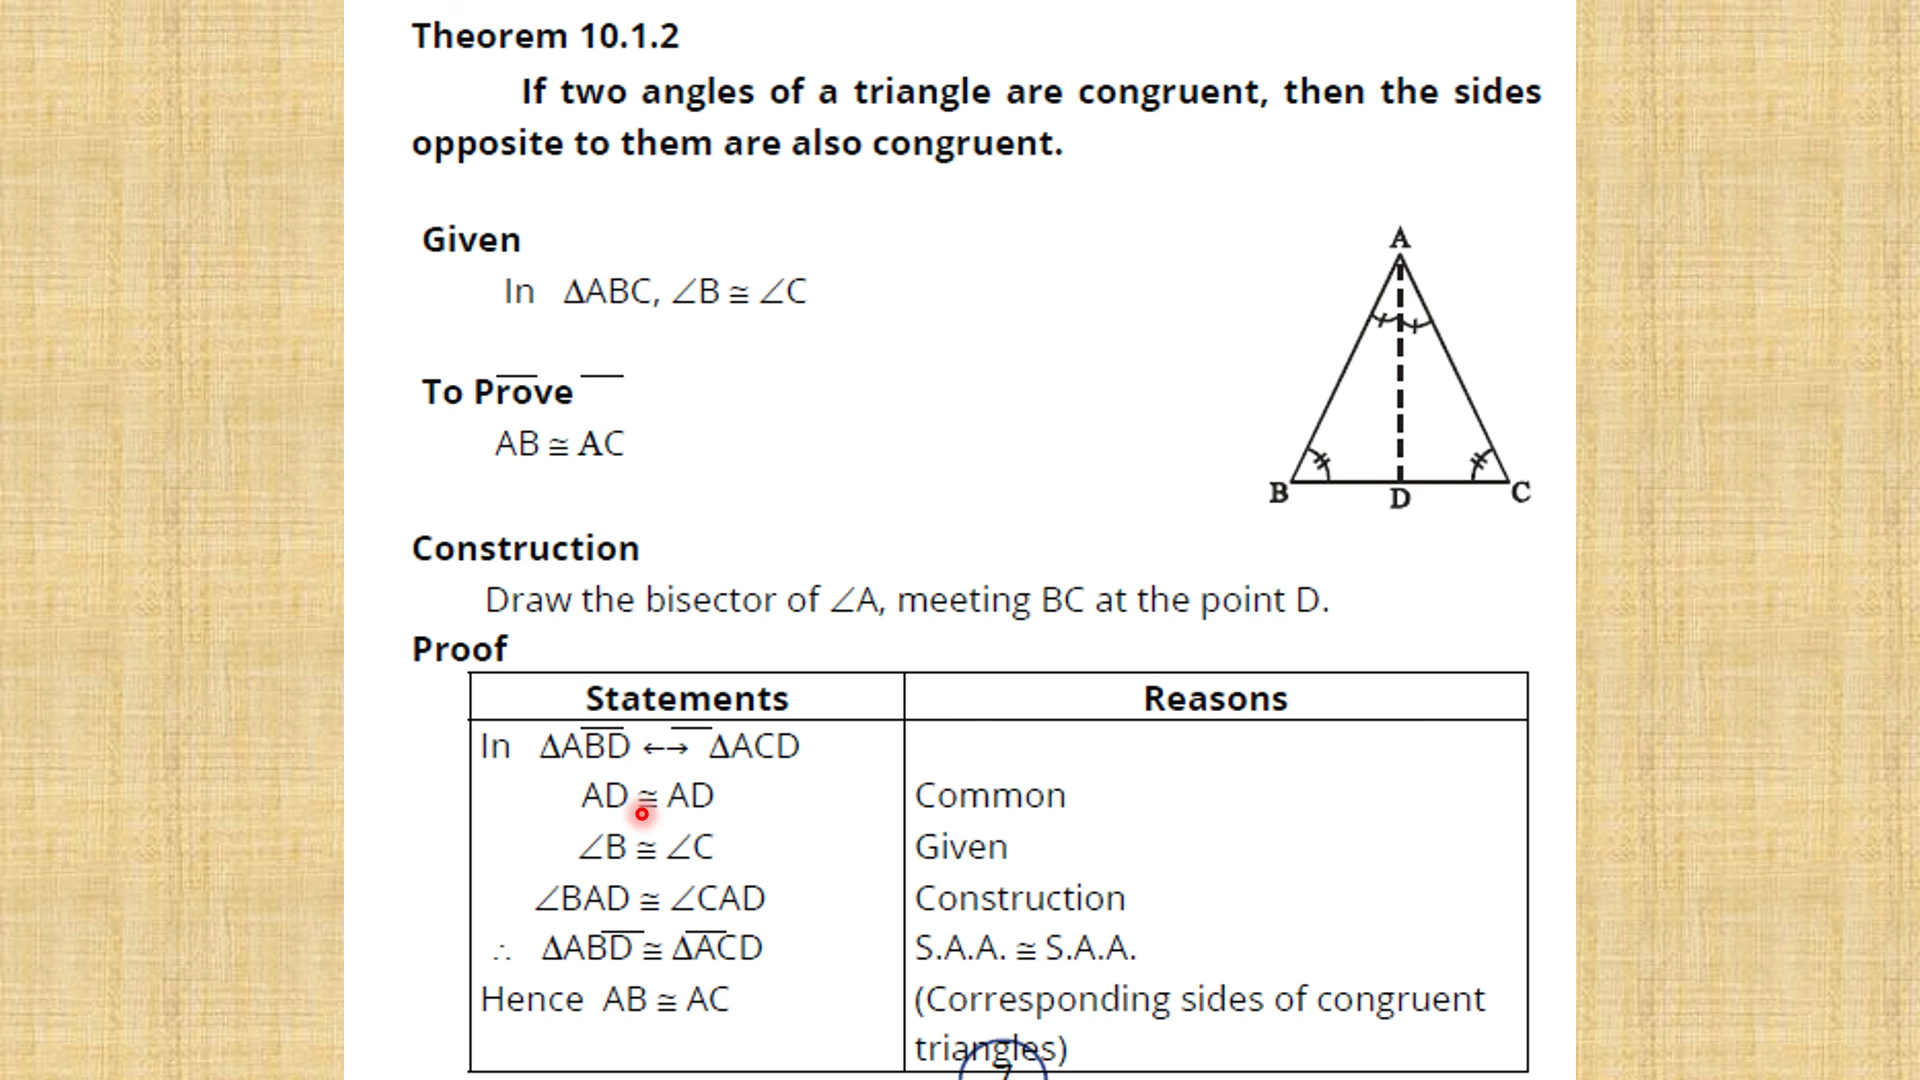 Theorem 10.1.2
If two angles of a triangle are congruent, then the sides
opposite to them are also congruent.
Given
In ΔABC, ∠B ≅ ∠C
To Prove
AB ≅ AC
A
B
D
C
Construction
Draw the bisector of ∠A, meeting BC at the point D.
Proof
Statements
Reasons
In ΔABD ←→ ΔACD
AD ≅ AD
Common
∠B ≅ ∠C
Given
∠BAD ≅ ∠CAD
Construction
∴ ΔABD ≅ ΔACD
S.A.A. ≅ S.A.A.
Hence AB ≅ AC
(Corresponding sides of congruent
triangles)